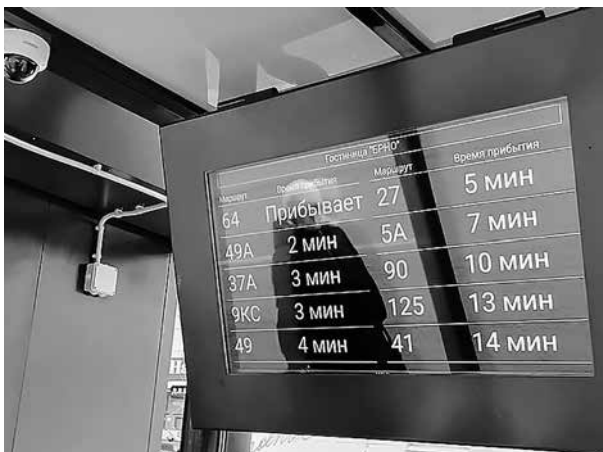 Гостиница "БРНО"
Маршрут Время прибытия Маршрут Время прибытия
64 Прибывает 27 5 мин
49А 2 мин 5А 7 мин
37А 3 мин 90 10 мин
9КС 3 мин 125 13 мин
49 4 мин 41 14 мин